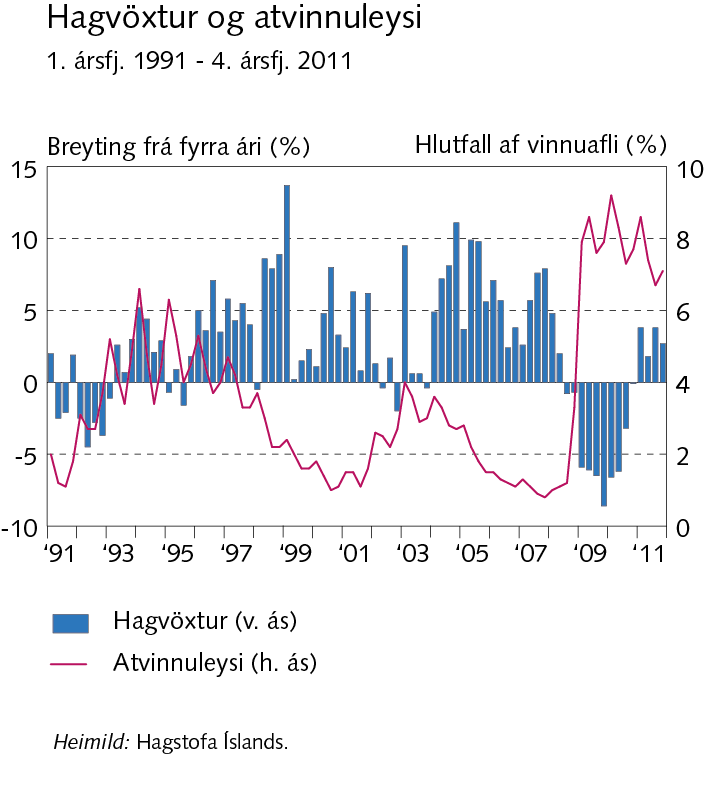 Hagvöxtur og atvinnuleysi
1. ársfj. 1991 - 4. ársfj. 2011
Breyting frá fyrra ári (%)
Hlutfall af vinnuafli (%)
15
10
5
0
-5
-10
10
8
6
4
2
0
‘91 ‘93 ‘95 ‘97 ‘99 ‘01 ‘03 ‘05 ‘07 ‘09 ‘11
Hagvöxtur (v. ás)
Atvinnuleysi (h. ás)
Heimild: Hagstofa Íslands.